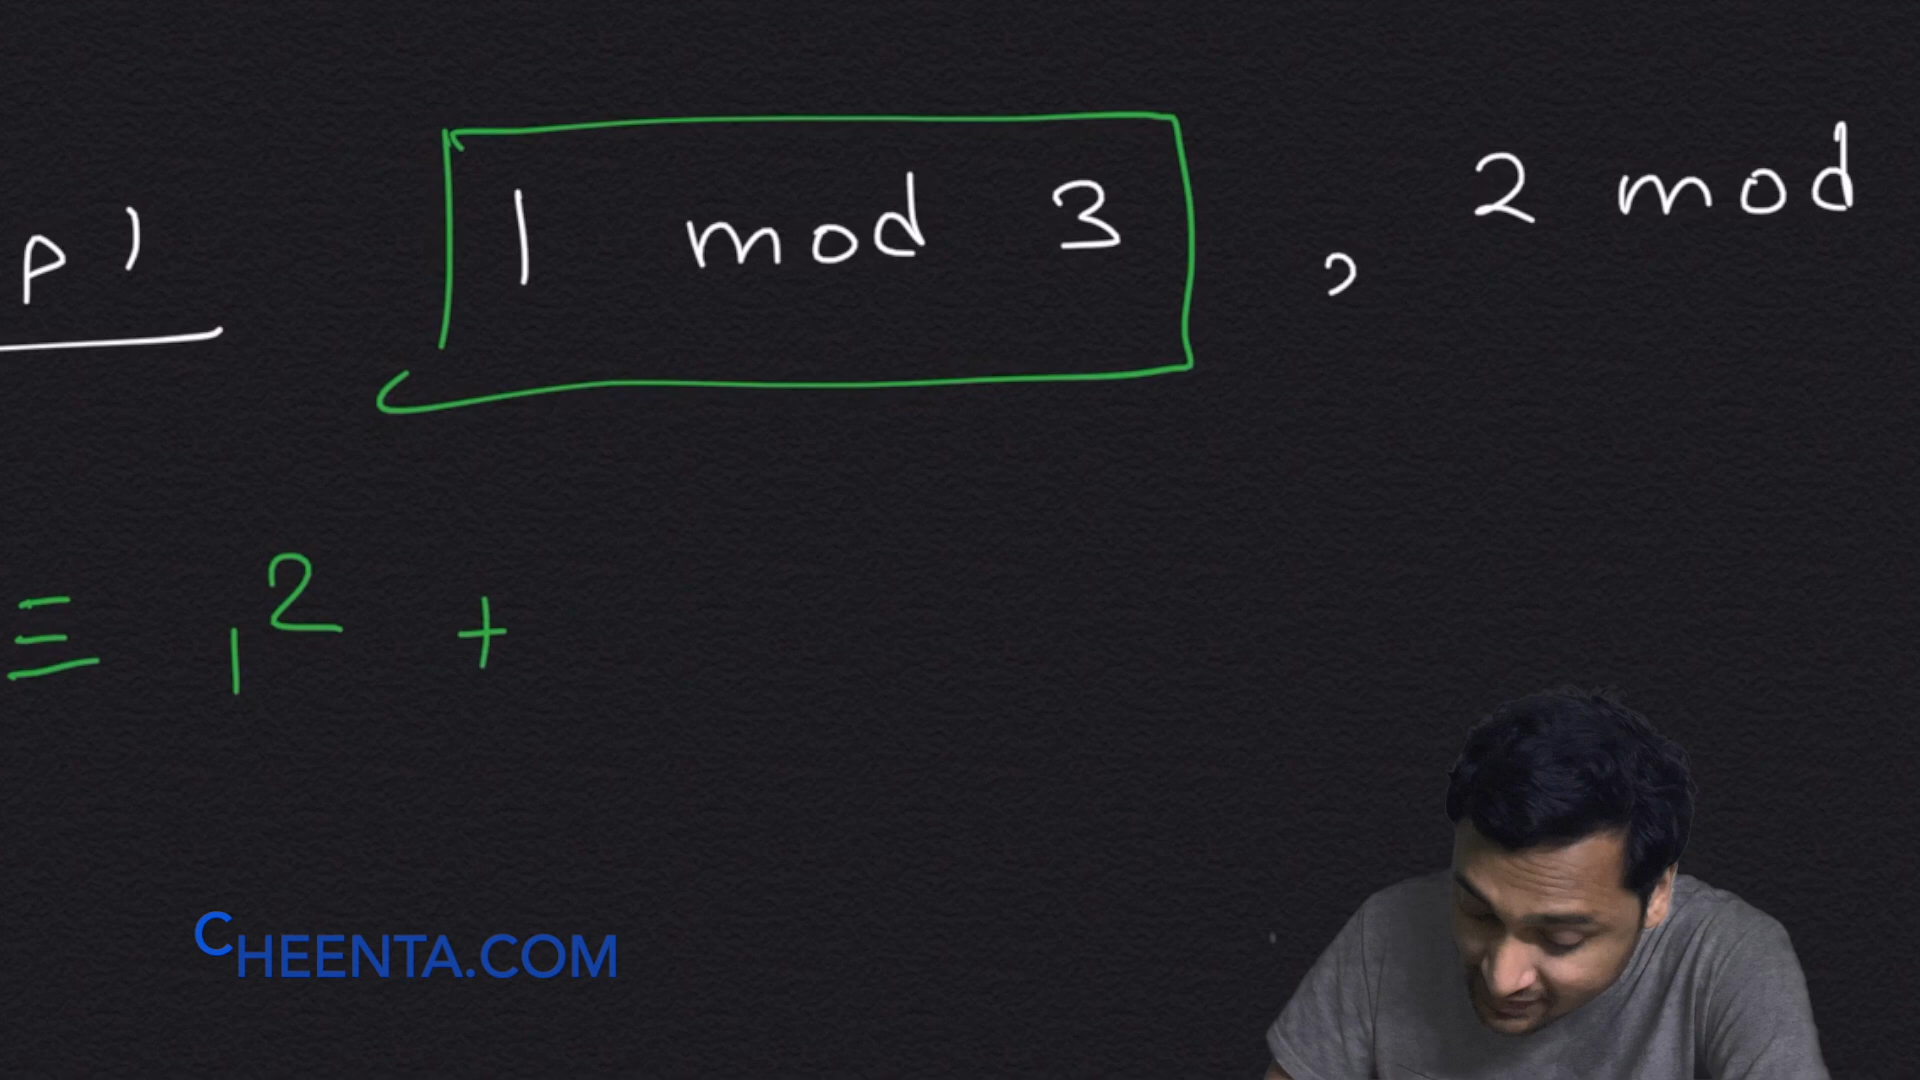 p ) 1 mod 3 , 2 mod
≡ 1² +
CHEENTA.COM